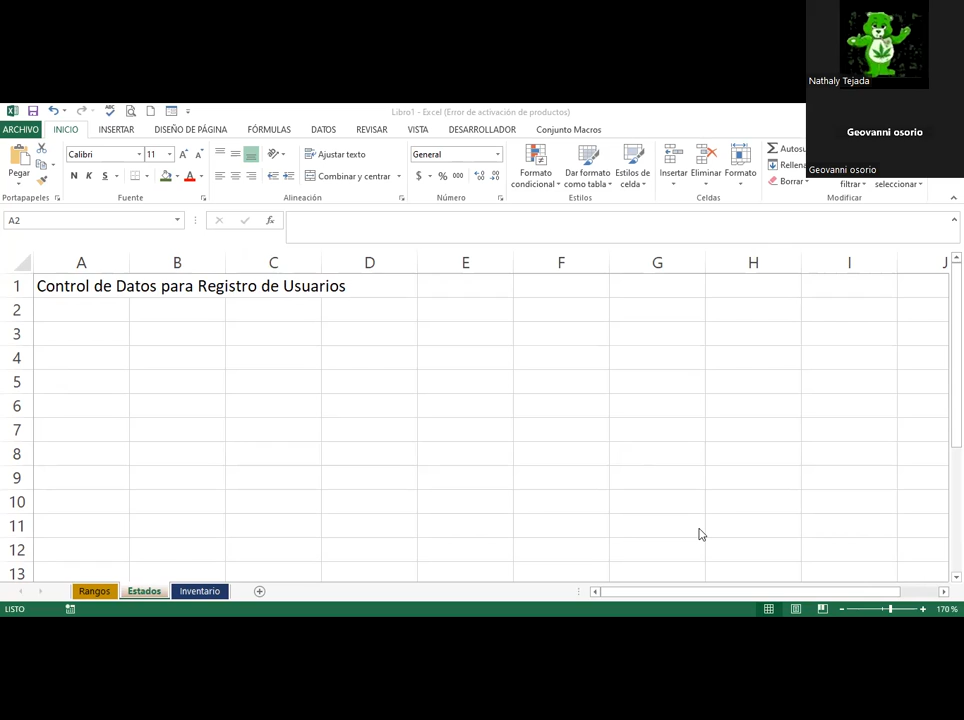 Nathaly Tejada
Geovanni osorio
Geovanni osorio
Libro1 - Excel (Error de activación de productos)
ARCHIVO INICIO INSERTAR DISEÑO DE PÁGINA FÓRMULAS DATOS REVISAR VISTA DESARROLLADOR Conjunto Macros
Pegar
Calibri 11
N K S
Ajustar texto
Combinar y centrar
General
$ % 000
Formato condicional
Dar formato como tabla
Estilos de celda
Insertar Eliminar Formato
Autosu
Rellena
Borrar
filtrar seleccionar
Portapapeles Fuente Alineación Número Estilos Celdas Modificar
A2
fx
A B C D E F G H I J
1 Control de Datos para Registro de Usuarios
2
3
4
5
6
7
8
9
10
11
12
13
Rangos Estados Inventario
LISTO 170 %